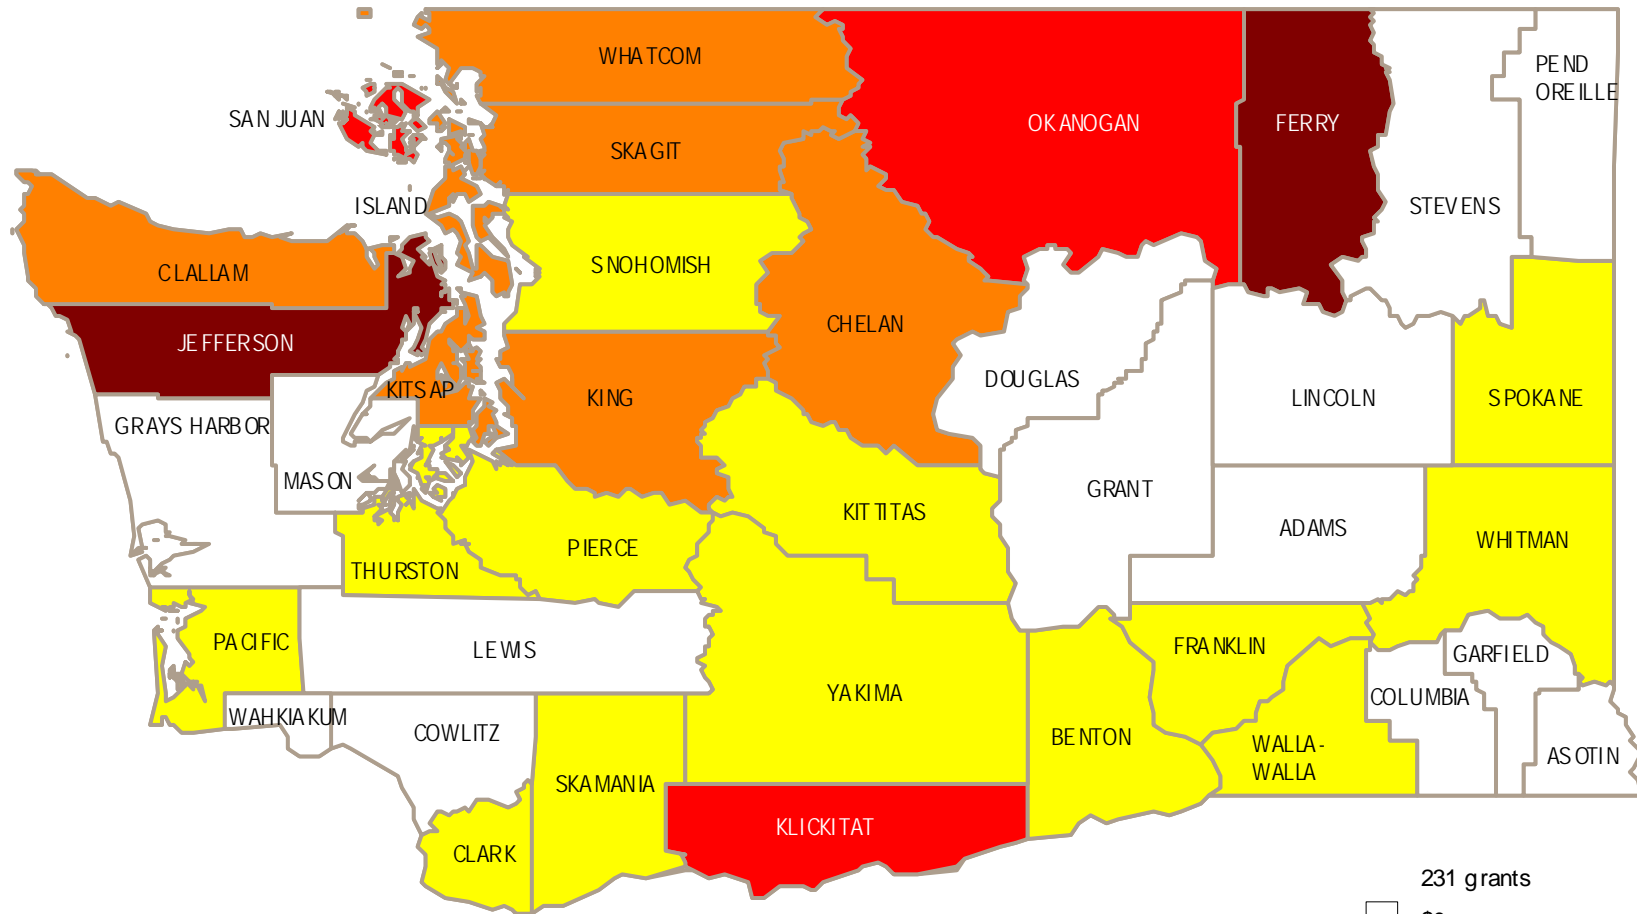 WHATCOM
PEND
OREILLE
SAN JUAN
OKANOGAN
FERRY
SKAGIT
ISLAND
STEVENS
CLALLAM
SNOHOMISH
CHELAN
JEFFERSON
DOUGLAS
KITSAP
KING
LINCOLN
SPOKANE
GRAYS HARBOR
MASON
GRANT
KITTITAS
ADAMS
WHITMAN
PIERCE
THURSTON
PACIFIC
LEWIS
FRANKLIN
GARFIELD
YAKIMA
COLUMBIA
WAHKIAKUM
COWLITZ
BENTON
WALLA-
WALLA
ASOTIN
SKAMANIA
KLICKITAT
CLARK
231 grants